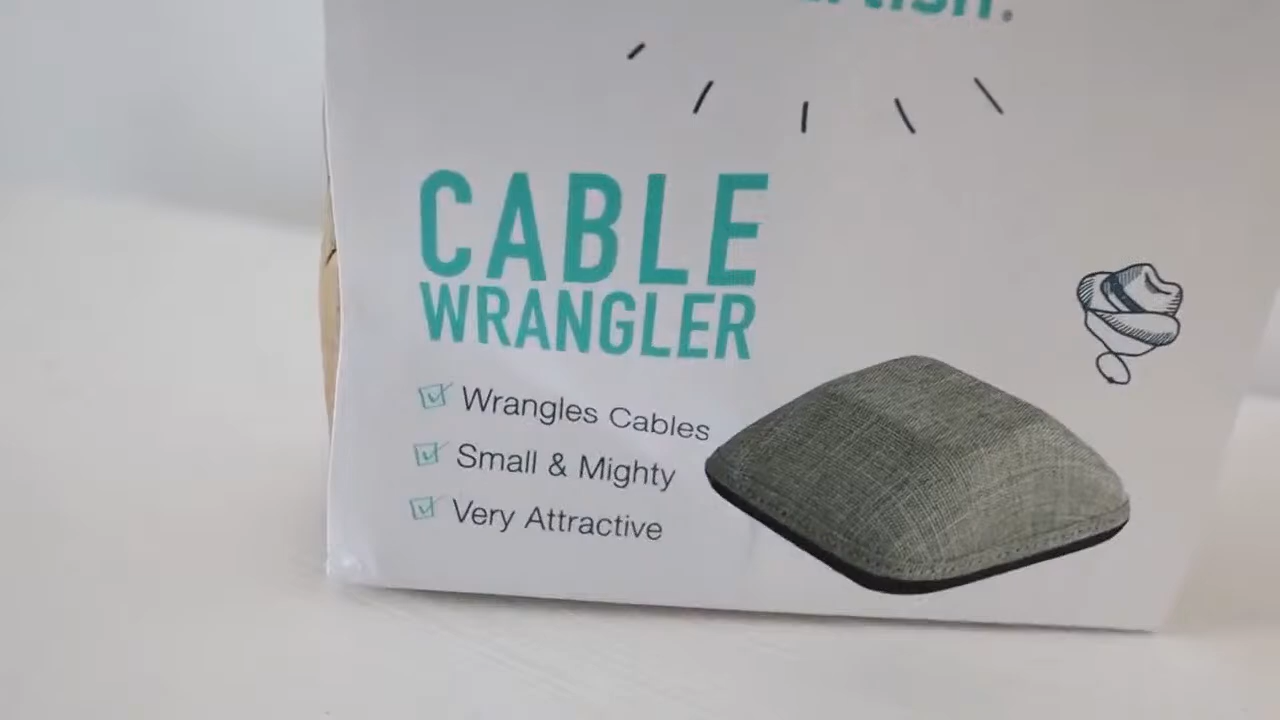 CABLE
WRANGLER
Wrangles Cables
Small & Mighty
Very Attractive